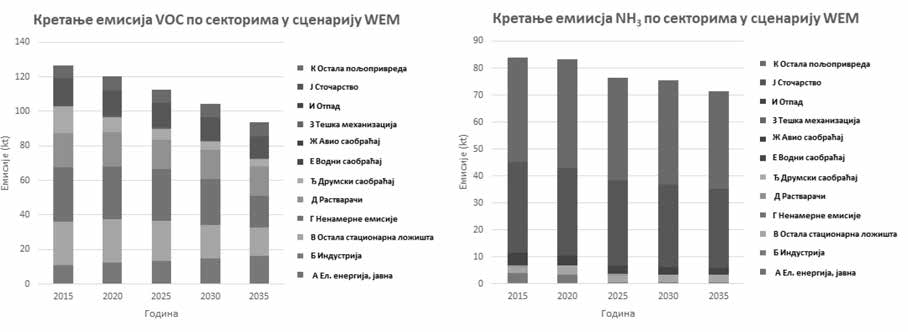 Кретање емисија VOC по секторима у сценарију WEM
140
120
100
80
60
40
20
0
Емисије (kt)
2015 2020 2025 2030 2035
Година
К Остала пољопривреда
Ј Сточарство
И Отпад
З Тешка механизација
Ж Авио саобраћај
Е Водни саобраћај
Ђ Друмски саобраћај
Д Растварачи
Г Ненамерне емисије
В Остала стационарна ложишта
Б Индустрија
А Ел. енергија, јавна
Кретање емиисја NH₃ по секторима у сценарију WEM
90
80
70
60
50
40
30
20
10
0
Емисије (kt)
2015 2020 2025 2030 2035
Година
К Остала пољопривреда
Ј Сточарство
И Отпад
З Тешка механизација
Ж Авио саобраћај
Е Водни саобраћај
Ђ Друмски саобраћај
Д Растварачи
Г Ненамерне емисије
В Остала стационарна ложишта
Б Индустрија
А Ел. енергија, јавна